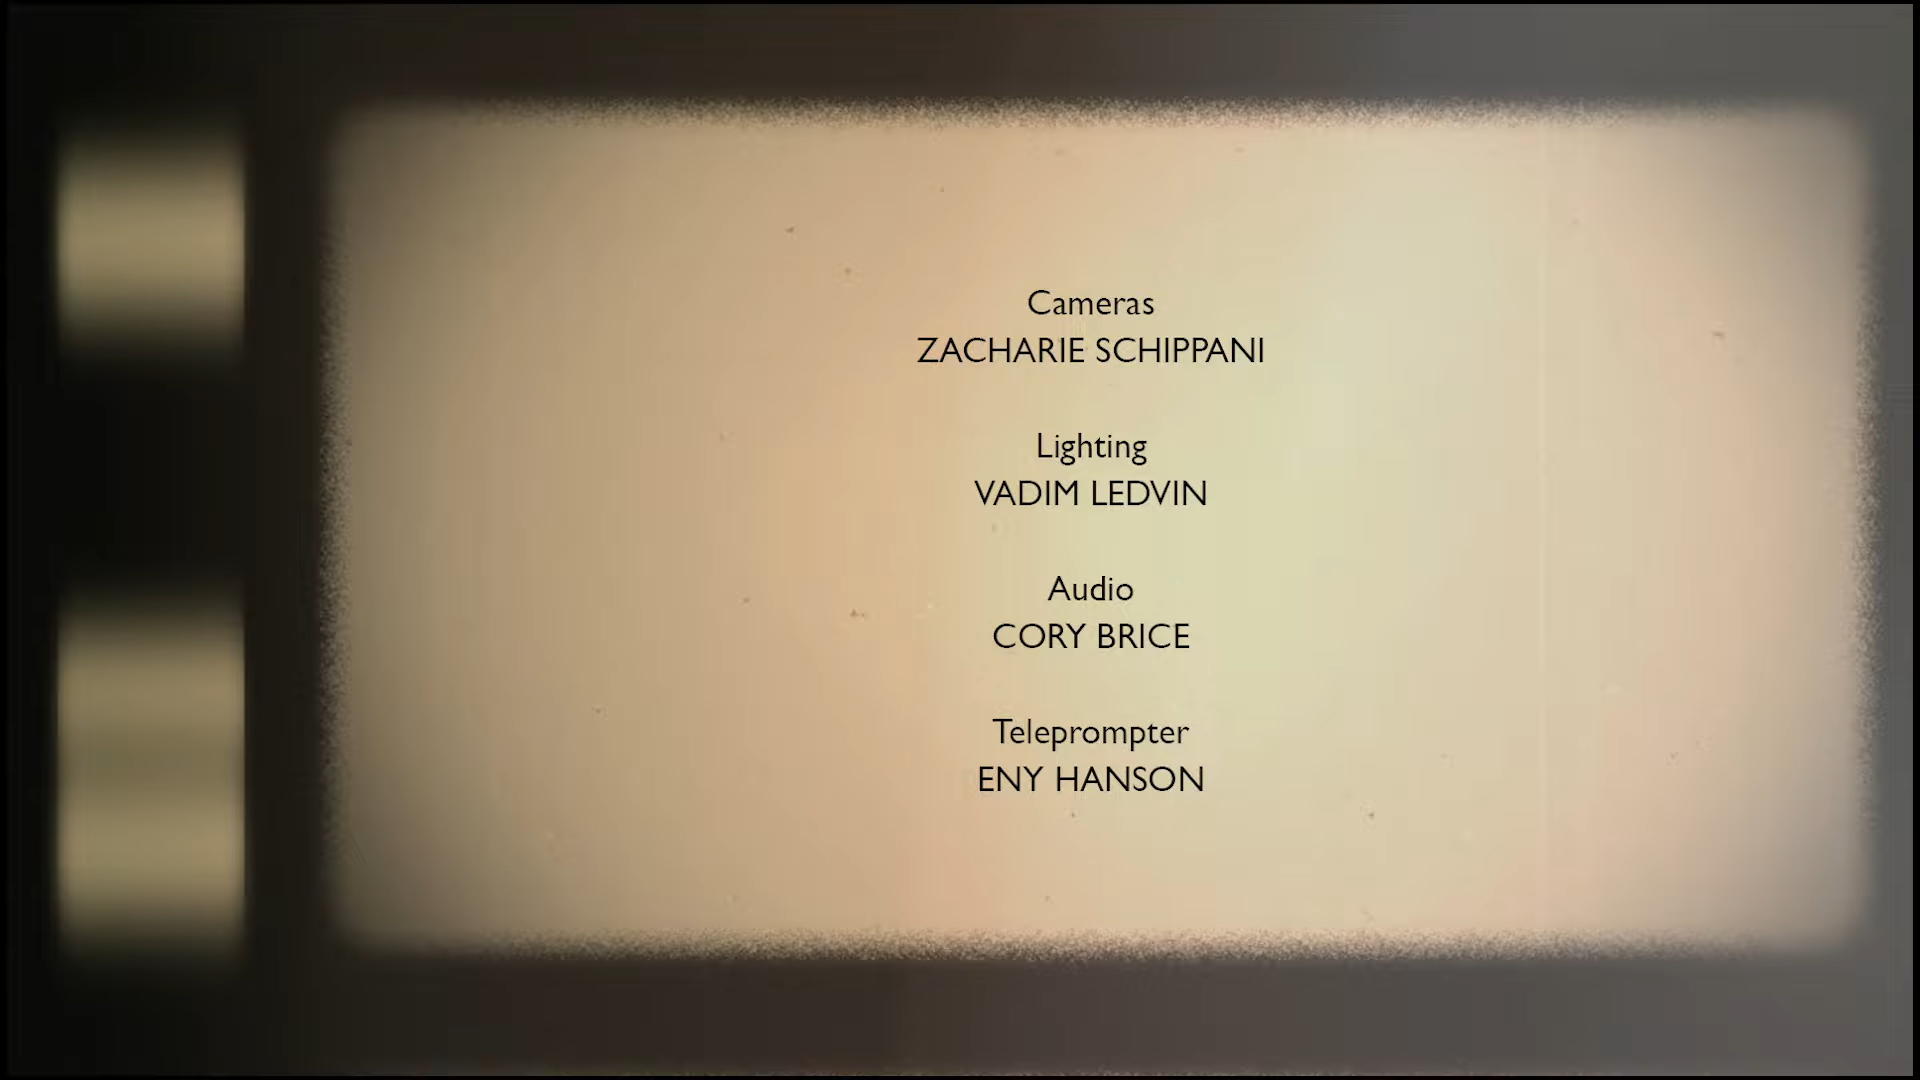 Cameras
ZACHARIE SCHIPPANI
Lighting
VADIM LEDVIN
Audio
CORY BRICE
Teleprompter
ENY HANSON